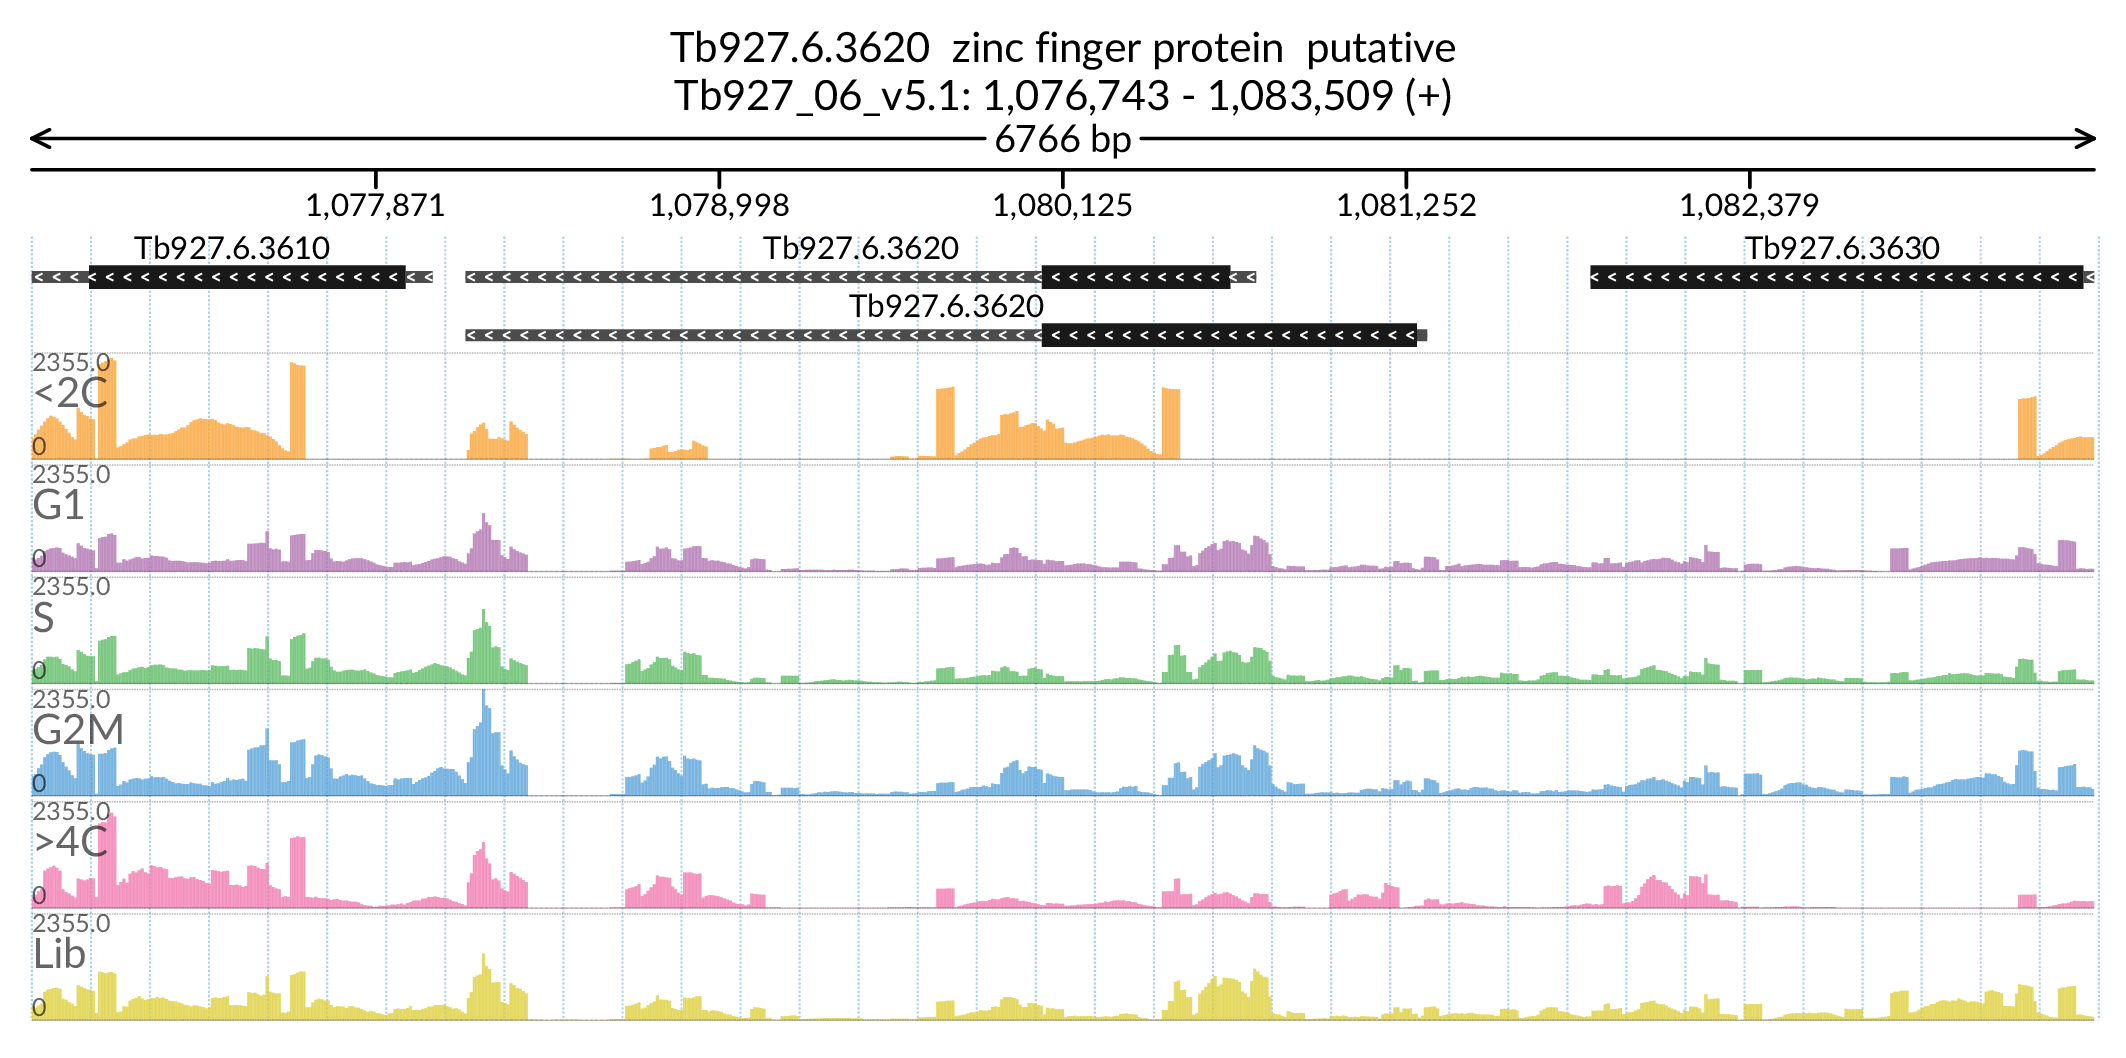 Tb927.6.3620  zinc finger protein  putative
Tb927_06_v5.1: 1,076,743 - 1,083,509 (+)
6766 bp
1,077,871 1,078,998 1,080,125 1,081,252 1,082,379
Tb927.6.3610 Tb927.6.3620 Tb927.6.3630
Tb927.6.3620
2355.0
<2C
0
2355.0
G1
0
2355.0
S
0
2355.0
G2M
0
2355.0
>4C
0
2355.0
Lib
0